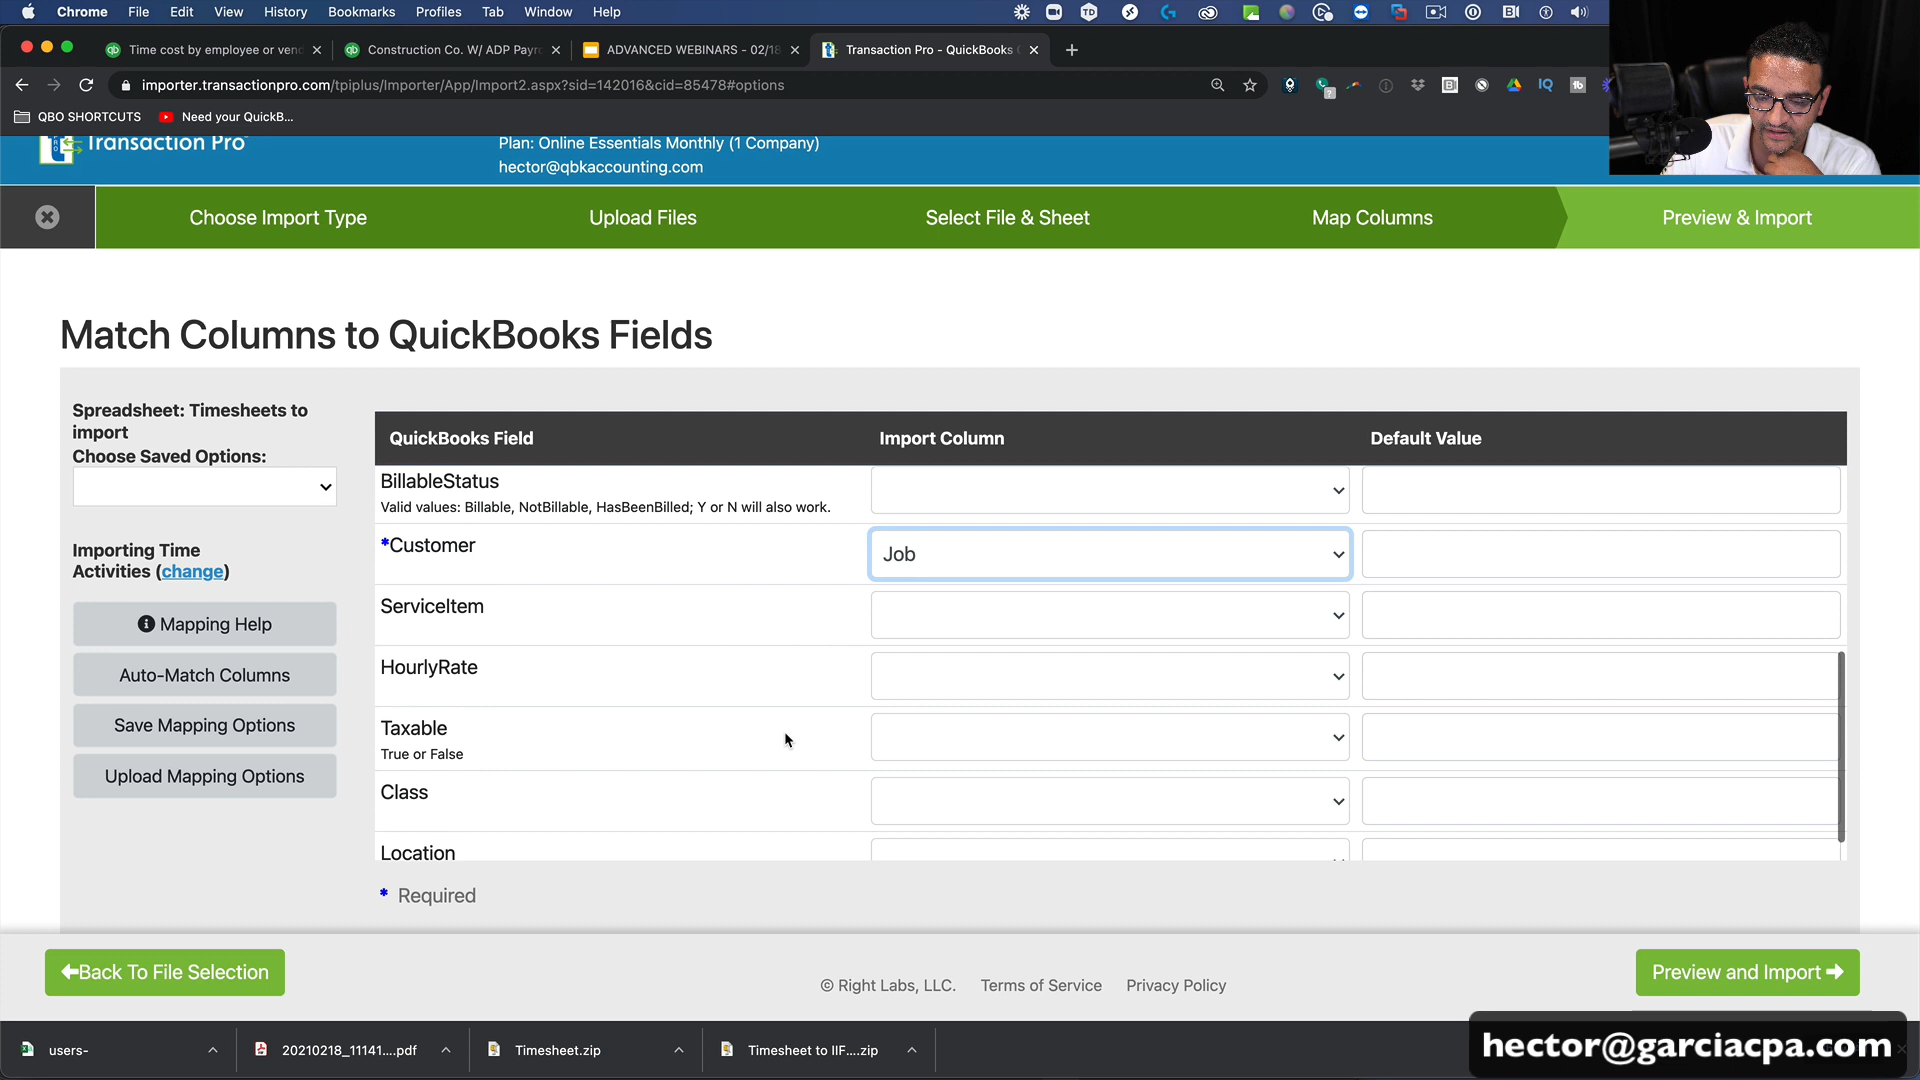 Chrome File Edit View History Bookmarks Profiles Tab Window Help
Time cost by employee or ven
Construction Co. W/ ADP Payr
ADVANCED WEBINARS - 02/18
Transaction Pro - QuickBooks
importer.transactionpro.com/tpiplus/Importer/App/Import2.aspx?sid=142016&cid=85478#options
QBO SHORTCUTS
Need your QuickB...
Transaction Pro
Plan: Online Essentials Monthly (1 Company)
hector@qbkaccounting.com
Choose Import Type
Upload Files
Select File & Sheet
Map Columns
Preview & Import
Match Columns to QuickBooks Fields
Spreadsheet: Timesheets to
import
Choose Saved Options:
Importing Time
Activities (change)
Mapping Help
Auto-Match Columns
Save Mapping Options
Upload Mapping Options
QuickBooks Field
Import Column
Default Value
BillableStatus
Valid values: Billable, NotBillable, HasBeenBilled; Y or N will also work.
*Customer
Job
ServiceItem
HourlyRate
Taxable
True or False
Class
Location
* Required
Back To File Selection
© Right Labs, LLC.
Terms of Service
Privacy Policy
Preview and Import
users-
20210218_11141....pdf
Timesheet.zip
Timesheet to IIF....zip
hector@garciacpa.com